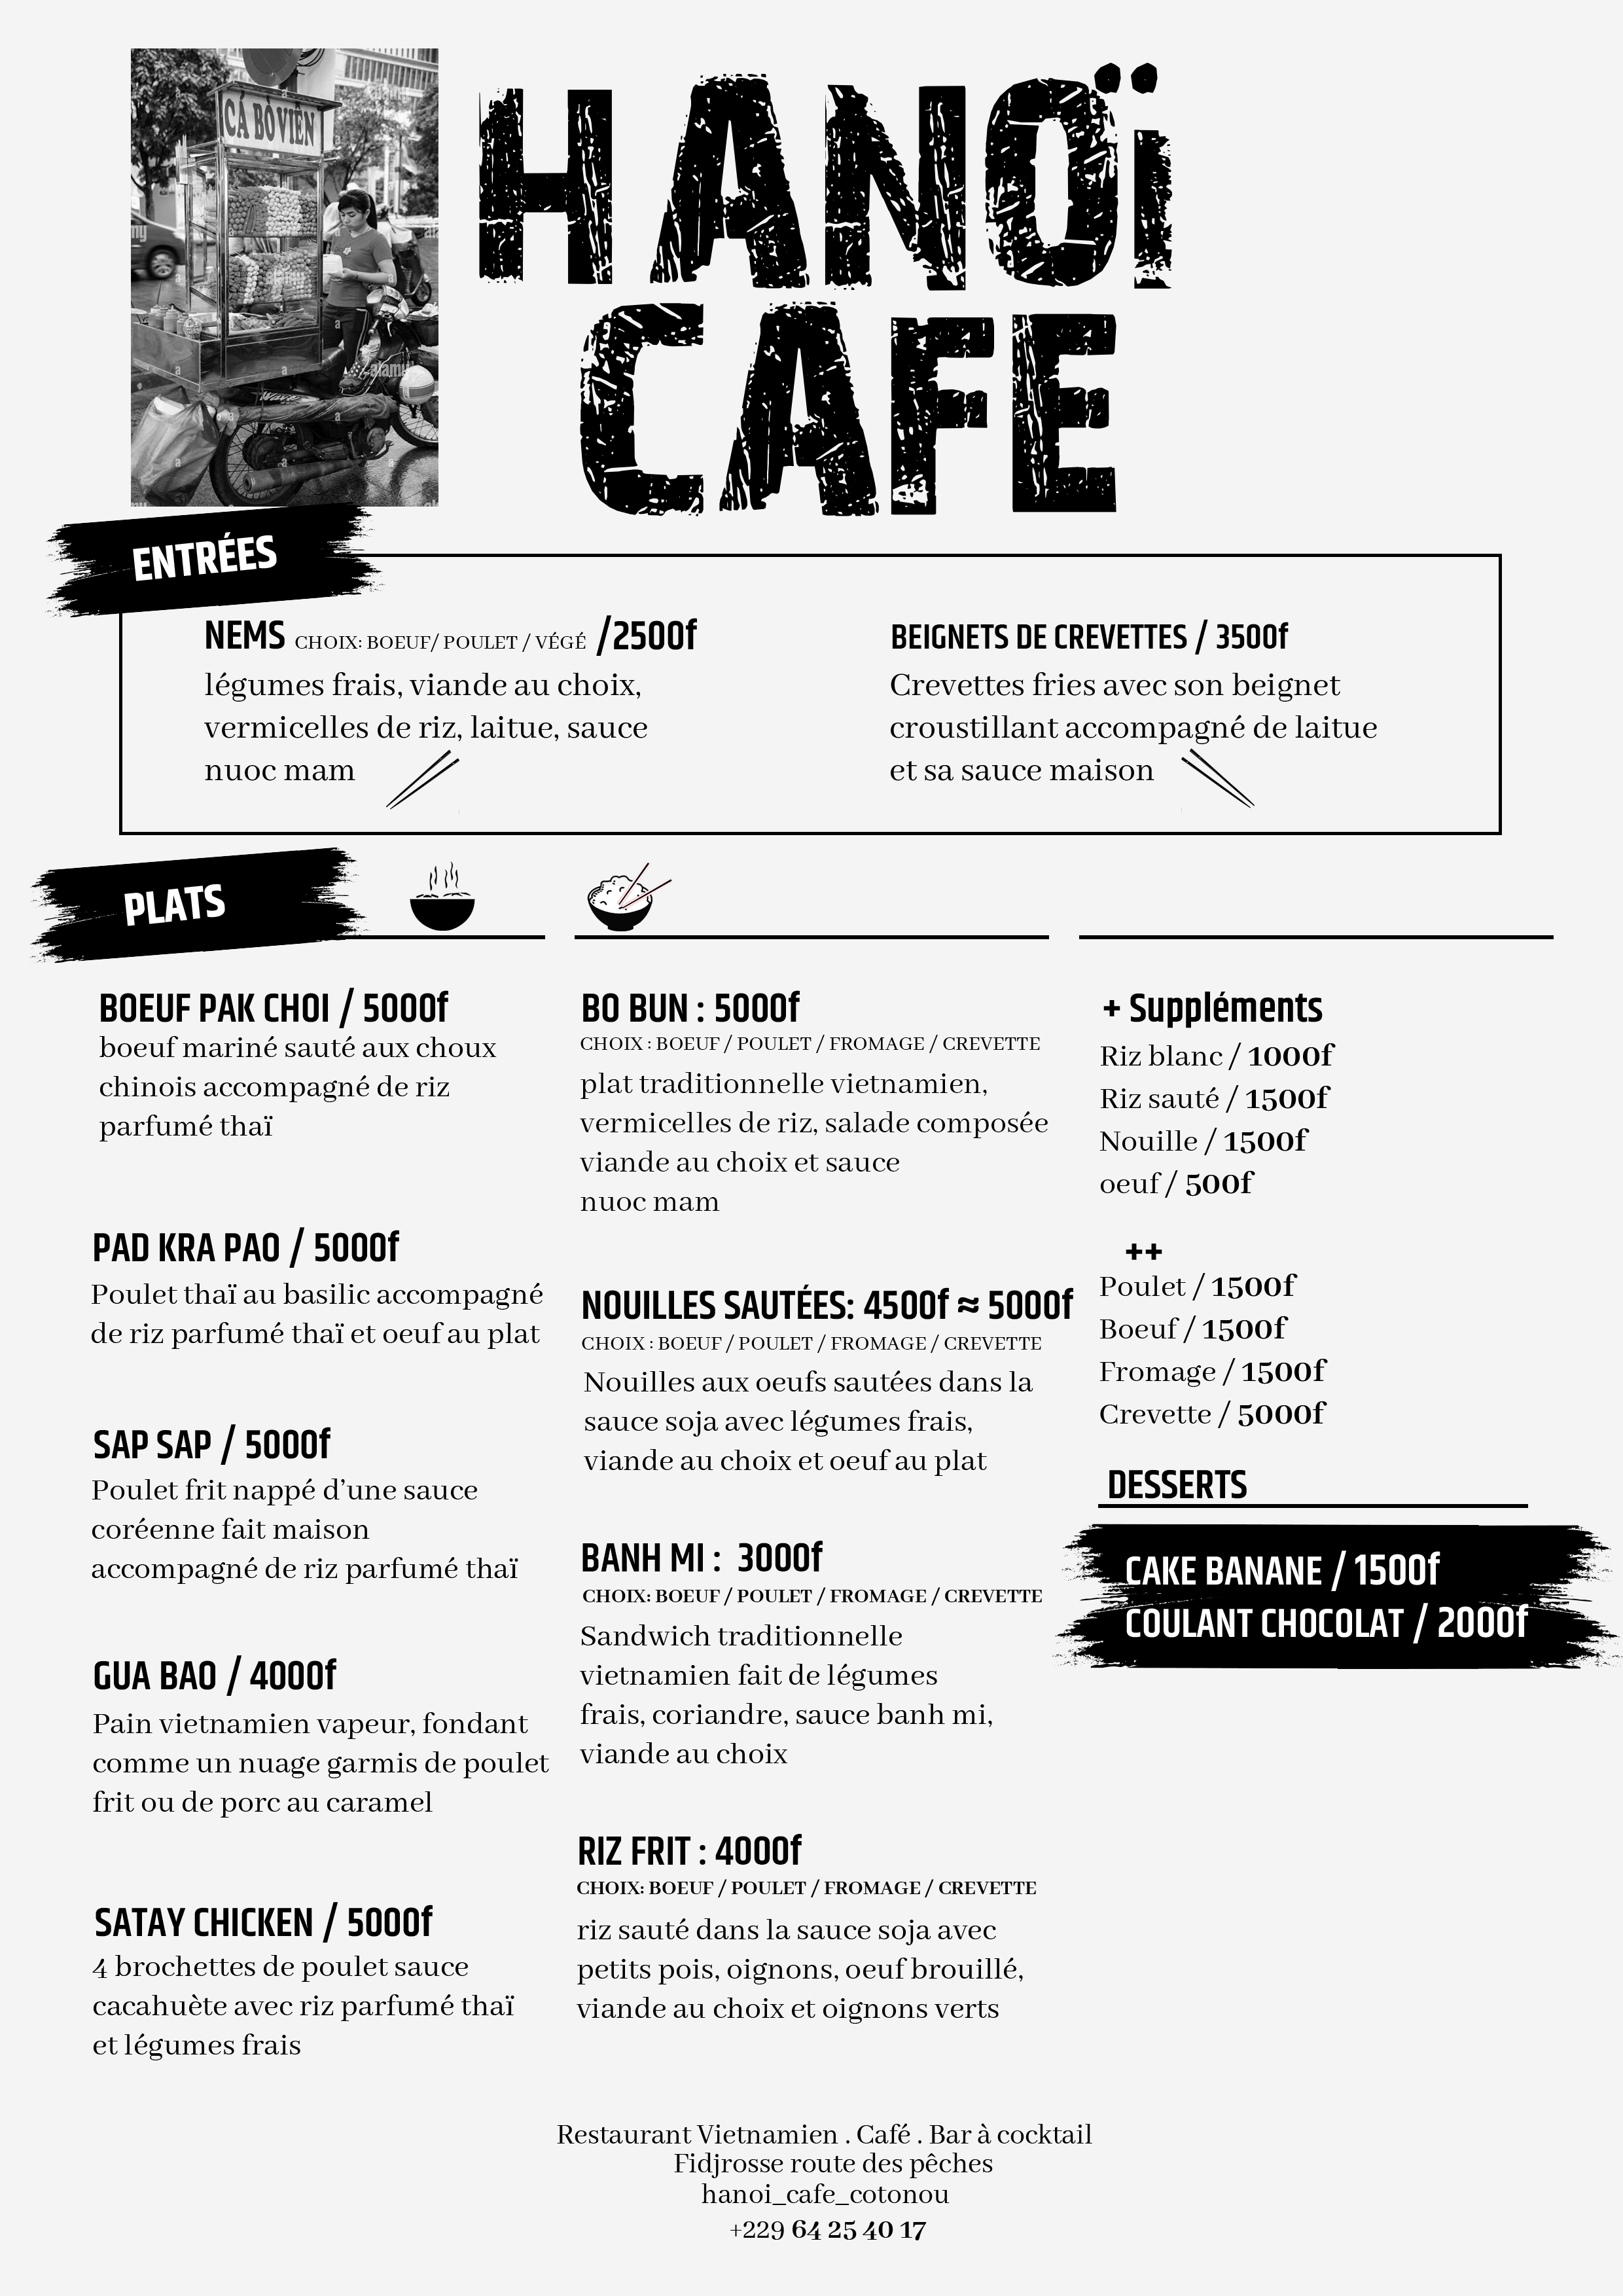 CÁ BÒ VIÊN
alamy
HANOï
CAFE
ENTRÉES
NEMS CHOIX: BOEUF/ POULET / VÉGÉ /2500f
légumes frais, viande au choix,
vermicelles de riz, laitue, sauce
nuoc mam
BEIGNETS DE CREVETTES / 3500f
Crevettes fries avec son beignet
croustillant accompagné de laitue
et sa sauce maison
PLATS
BOEUF PAK CHOI / 5000f
boeuf mariné sauté aux choux
chinois accompagné de riz
parfumé thaï
PAD KRA PAO / 5000f
Poulet thaï au basilic accompagné
de riz parfumé thaï et oeuf au plat
SAP SAP / 5000f
Poulet frit nappé d’une sauce
coréenne fait maison
accompagné de riz parfumé thaï
GUA BAO / 4000f
Pain vietnamien vapeur, fondant
comme un nuage garmis de poulet
frit ou de porc au caramel
SATAY CHICKEN / 5000f
4 brochettes de poulet sauce
cacahuète avec riz parfumé thaï
et légumes frais
BO BUN : 5000f
CHOIX : BOEUF / POULET / FROMAGE / CREVETTE
plat traditionnelle vietnamien,
vermicelles de riz, salade composée
viande au choix et sauce
nuoc mam
NOUILLES SAUTÉES: 4500f ≈ 5000f
CHOIX : BOEUF / POULET / FROMAGE / CREVETTE
Nouilles aux oeufs sautées dans la
sauce soja avec légumes frais,
viande au choix et oeuf au plat
BANH MI : 3000f
CHOIX: BOEUF / POULET / FROMAGE / CREVETTE
Sandwich traditionnelle
vietnamien fait de légumes
frais, coriandre, sauce banh mi,
viande au choix
RIZ FRIT : 4000f
CHOIX: BOEUF / POULET / FROMAGE / CREVETTE
riz sauté dans la sauce soja avec
petits pois, oignons, oeuf brouillé,
viande au choix et oignons verts
+ Suppléments
Riz blanc / 1000f
Riz sauté / 1500f
Nouille / 1500f
oeuf / 500f
++
Poulet / 1500f
Boeuf / 1500f
Fromage / 1500f
Crevette / 5000f
DESSERTS
CAKE BANANE / 1500f
COULANT CHOCOLAT / 2000f
Restaurant Vietnamien . Café . Bar à cocktail
Fidjrosse route des pêches
hanoi_cafe_cotonou
+229 64 25 40 17